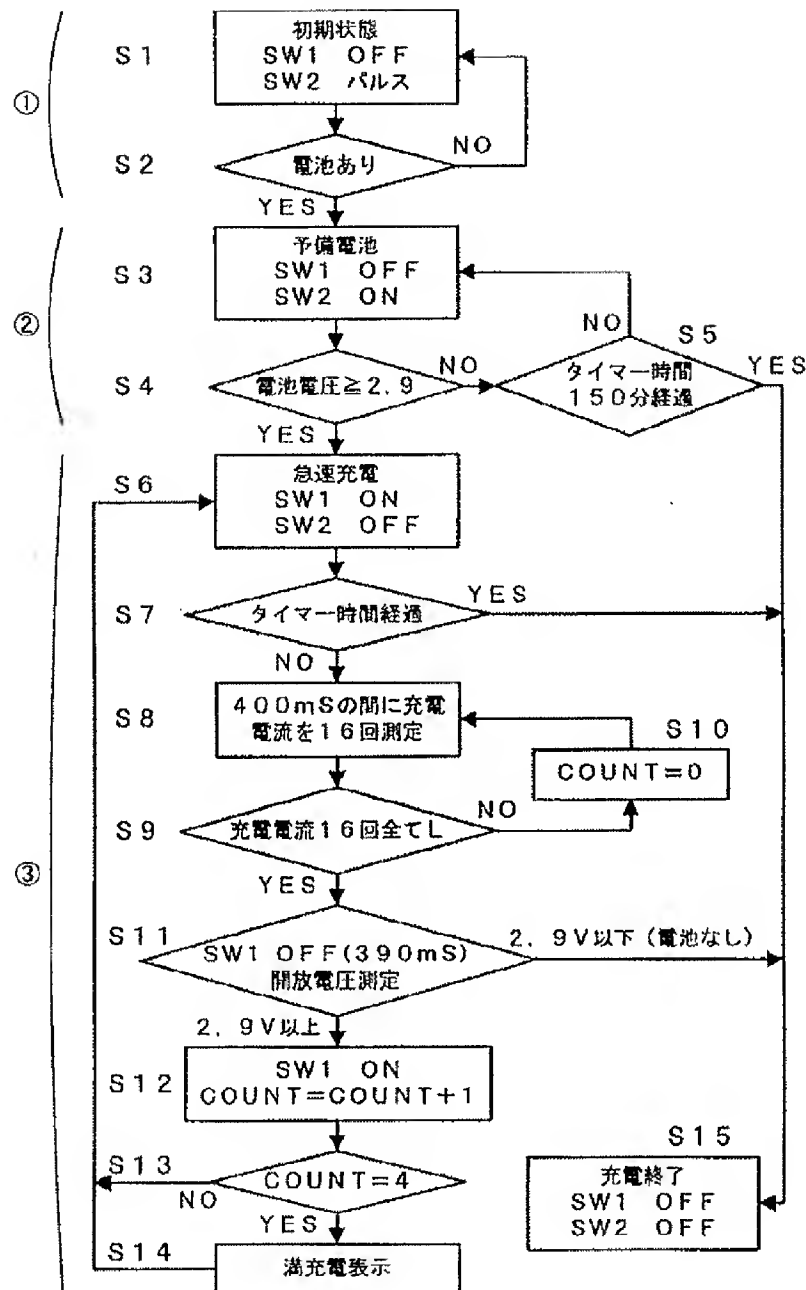 ①
S1
初期状態
SW1 OFF
SW2 パルス
S2
電池あり
NO
YES
②
S3
予備電池
SW1 OFF
SW2 ON
S4
電池電圧≧2.9
NO
YES
S5
タイマー時間
150分経過
NO
YES
③
S6
急速充電
SW1 ON
SW2 OFF
S7
タイマー時間経過
YES
NO
S8
400mSの間に充電
電流を16回測定
S10
COUNT=0
S9
充電電流16回全てL
NO
YES
S11
SW1 OFF(390mS)
開放電圧測定
2.9V以下(電池なし)
2.9V以上
S12
SW1 ON
COUNT=COUNT+1
S13
COUNT=4
NO
YES
S14
満充電表示
S15
充電終了
SW1 OFF
SW2 OFF